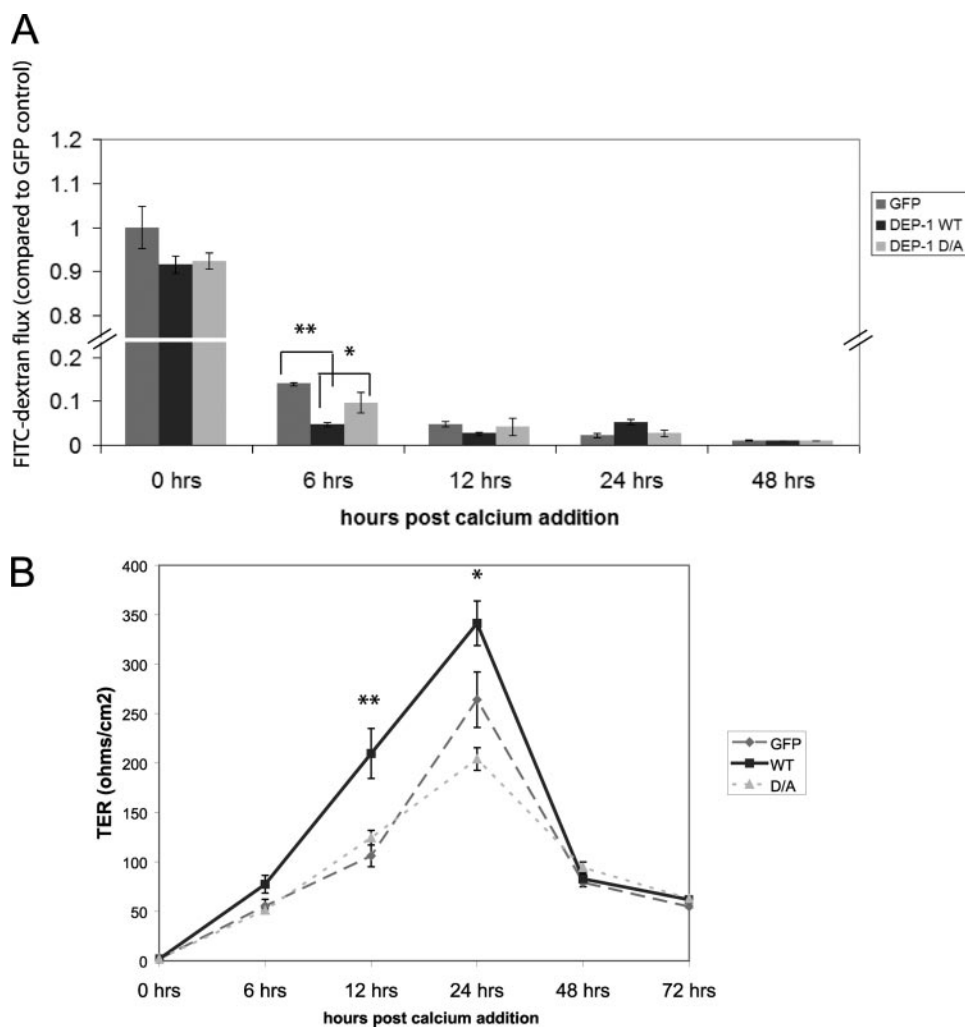 A
FITC-dextran flux (compared to GFP control)
1.2
1.1
1
0.9
0.8
0.2
0.1
0
**
*
GFP
DEP-1 WT
DEP-1 D/A
0 hrs 6 hrs 12 hrs 24 hrs 48 hrs
hours post calcium addition
B
TER (ohms/cm2)
400
350
300
250
200
150
100
50
0
**
*
GFP
WT
D/A
0 hrs 6 hrs 12 hrs 24 hrs 48 hrs 72 hrs
hours post calcium addition